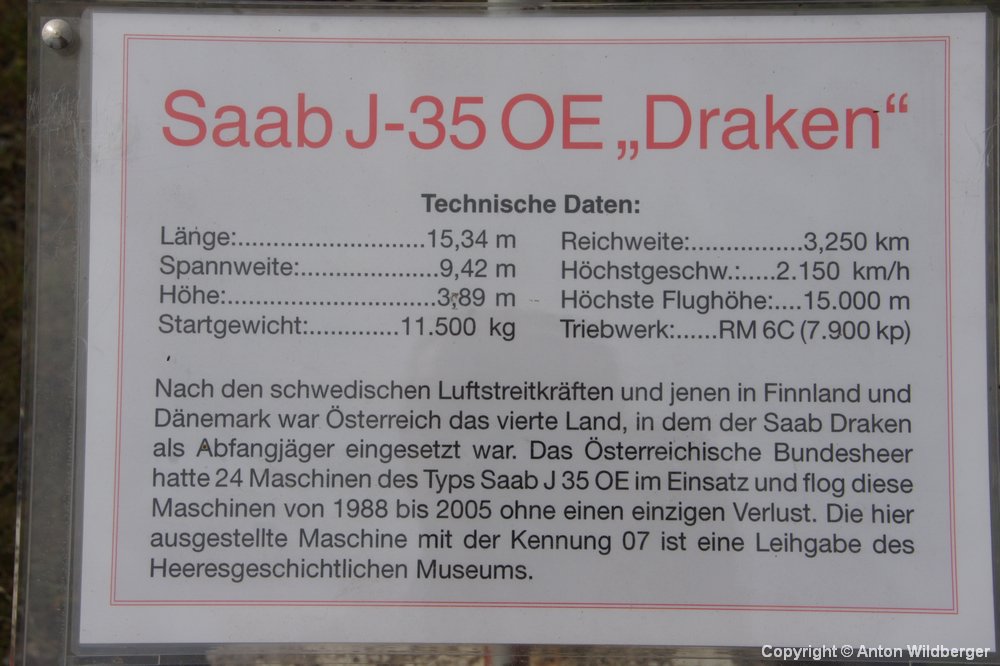 Saab J-35 OE „Draken“
Technische Daten:
Länge:...........................15,34 m
Spannweite:....................9,42 m
Höhe:..............................3,89 m
Startgewicht:.............11.500 kg
Reichweite:................3,250 km
Höchstgeschw.:.....2.150 km/h
Höchste Flughöhe:....15.000 m
Triebwerk:......RM 6C (7.900 kp)
Nach den schwedischen Luftstreitkräften und jenen in Finnland und
Dänemark war Österreich das vierte Land, in dem der Saab Draken
als Abfangjäger eingesetzt war. Das Österreichische Bundesheer
hatte 24 Maschinen des Typs Saab J 35 OE im Einsatz und flog diese
Maschinen von 1988 bis 2005 ohne einen einzigen Verlust. Die hier
ausgestellte Maschine mit der Kennung 07 ist eine Leihgabe des
Heeresgeschichtlichen Museums.
Copyright © Anton Wildberger